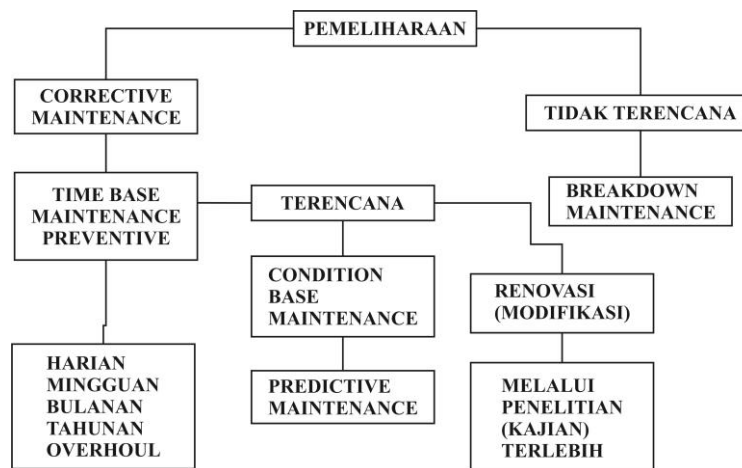 PEMELIHARAAN
CORRECTIVE
MAINTENANCE
TIDAK TERENCANA
TIME BASE
MAINTENANCE
PREVENTIVE
TERENCANA
BREAKDOWN
MAINTENANCE
CONDITION
BASE
MAINTENANCE
RENOVASI
(MODIFIKASI)
HARIAN
MINGGUAN
BULANAN
TAHUNAN
OVERHOUL
PREDICTIVE
MAINTENANCE
MELALUI
PENELITIAN
(KAJIAN)
TERLEBIH